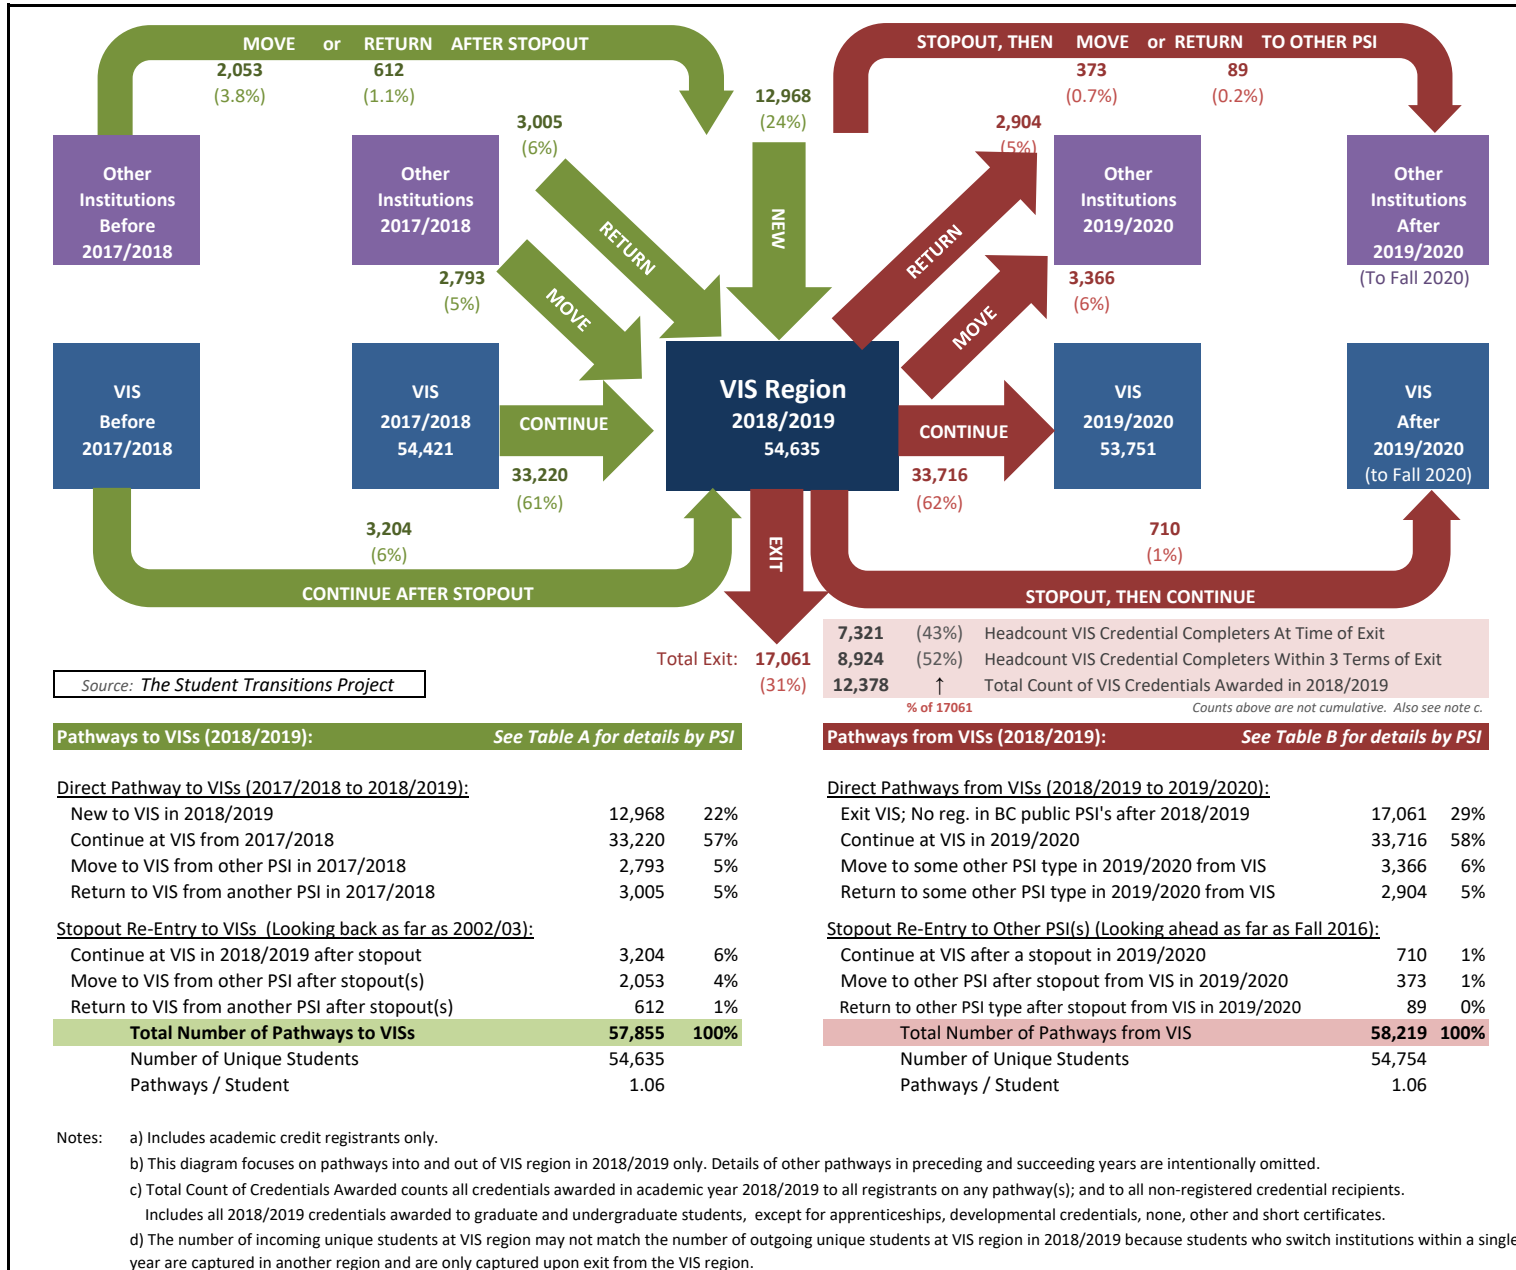 MOVE or RETURN AFTER STOPOUT
2,053 612
(3.8%) (1.1%)
STOPOUT, THEN MOVE or RETURN TO OTHER PSI
373 89
(0.7%) (0.2%)
12,968
(24%)
3,005
(6%)
2,904
(5%)
Other
Institutions
Before
2017/2018
Other
Institutions
2017/2018
NEW
Other
Institutions
2019/2020
Other
Institutions
After
2019/2020
(To Fall 2020)
RETURN
RETURN
2,793
(5%)
MOVE
MOVE
3,366
(6%)
VIS
Before
2017/2018
VIS
2017/2018
54,421
CONTINUE
33,220
(61%)
VIS Region
2018/2019
54,635
CONTINUE
33,716
(62%)
VIS
2019/2020
53,751
VIS
After
2019/2020
(to Fall 2020)
3,204
(6%)
CONTINUE AFTER STOPOUT
EXIT
710
(1%)
STOPOUT, THEN CONTINUE
Total Exit: 17,061
(31%)
7,321 (43%) Headcount VIS Credential Completers At Time of Exit
8,924 (52%) Headcount VIS Credential Completers Within 3 Terms of Exit
12,378 ↑ Total Count of VIS Credentials Awarded in 2018/2019
% of 17061 Counts above are not cumulative. Also see note c.
Source: The Student Transitions Project
Pathways to VISs (2018/2019): See Table A for details by PSI
Direct Pathway to VISs (2017/2018 to 2018/2019):
New to VIS in 2018/2019 12,968 22%
Continue at VIS from 2017/2018 33,220 57%
Move to VIS from other PSI in 2017/2018 2,793 5%
Return to VIS from another PSI in 2017/2018 3,005 5%
Stopout Re-Entry to VISs (Looking back as far as 2002/03):
Continue at VIS in 2018/2019 after stopout 3,204 6%
Move to VIS from other PSI after stopout(s) 2,053 4%
Return to VIS from another PSI after stopout(s) 612 1%
Total Number of Pathways to VISs 57,855 100%
Number of Unique Students 54,635
Pathways / Student 1.06
Pathways from VISs (2018/2019): See Table B for details by PSI
Direct Pathways from VISs (2018/2019 to 2019/2020):
Exit VIS; No reg. in BC public PSI's after 2018/2019 17,061 29%
Continue at VIS in 2019/2020 33,716 58%
Move to some other PSI type in 2019/2020 from VIS 3,366 6%
Return to some other PSI type in 2019/2020 from VIS 2,904 5%
Stopout Re-Entry to Other PSI(s) (Looking ahead as far as Fall 2016):
Continue at VIS after a stopout in 2019/2020 710 1%
Move to other PSI after stopout from VIS in 2019/2020 373 1%
Return to other PSI type after stopout from VIS in 2019/2020 89 0%
Total Number of Pathways from VIS 58,219 100%
Number of Unique Students 54,754
Pathways / Student 1.06
Notes: a) Includes academic credit registrants only.
b) This diagram focuses on pathways into and out of VIS region in 2018/2019 only. Details of other pathways in preceding and succeeding years are intentionally omitted.
c) Total Count of Credentials Awarded counts all credentials awarded in academic year 2018/2019 to all registrants on any pathway(s); and to all non-registered credential recipients.
Includes all 2018/2019 credentials awarded to graduate and undergraduate students, except for apprenticeships, developmental credentials, none, other and short certificates.
d) The number of incoming unique students at VIS region may not match the number of outgoing unique students at VIS region in 2018/2019 because students who switch institutions within a single
year are captured in another region and are only captured upon exit from the VIS region.